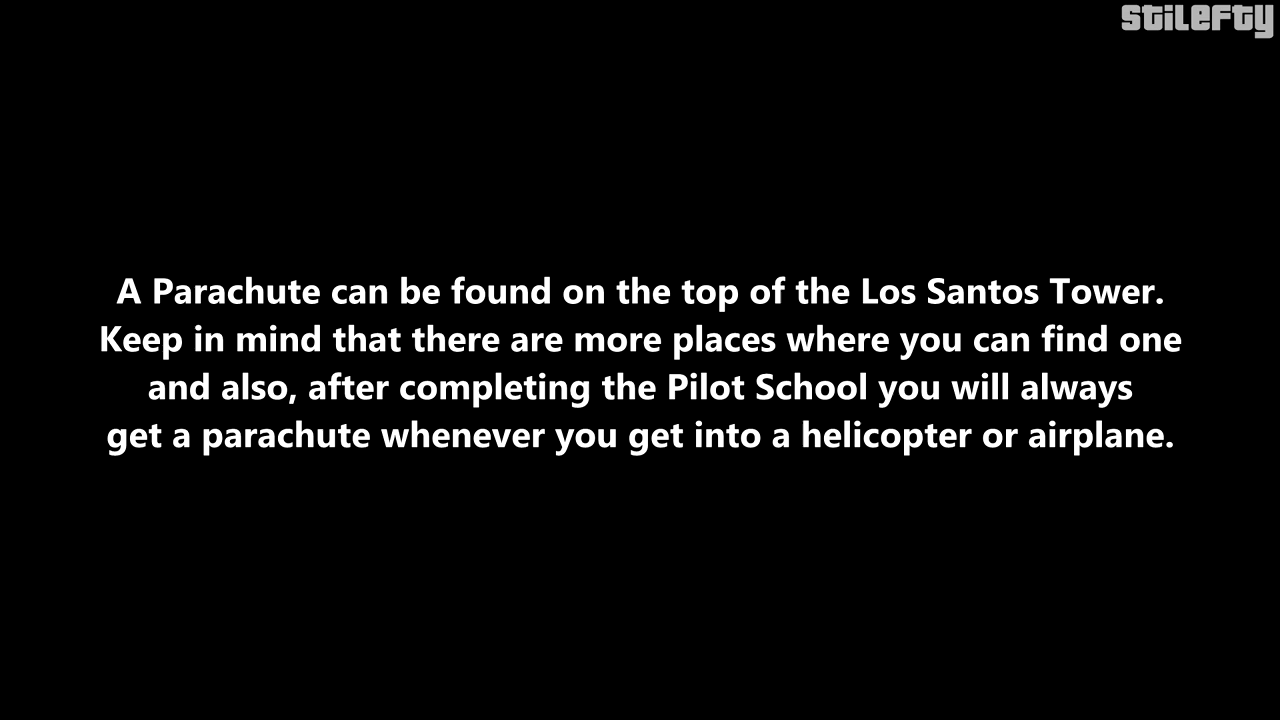 STILEFTY
A Parachute can be found on the top of the Los Santos Tower.
Keep in mind that there are more places where you can find one
and also, after completing the Pilot School you will always
get a parachute whenever you get into a helicopter or airplane.